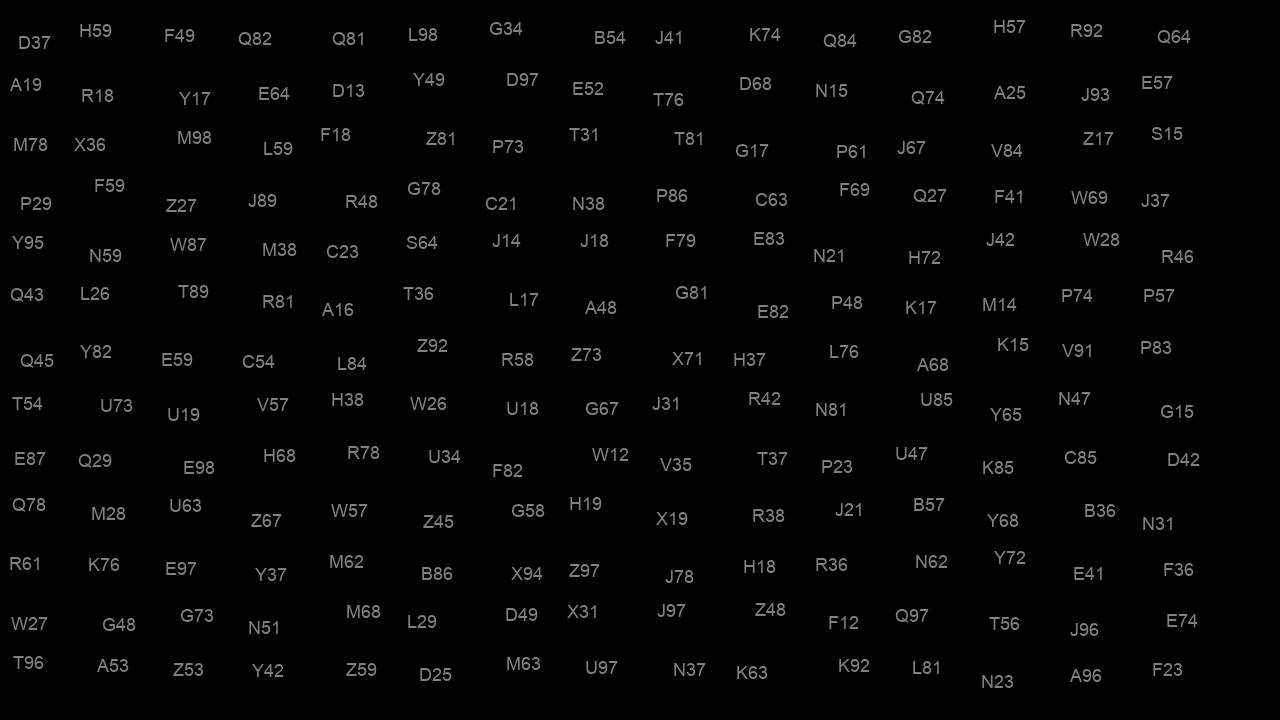 D37 H59 F49 Q82 Q81 L98 G34 B54 J41 K74 Q84 G82 H57 R92 Q64
A19 R18 Y17 E64 D13 Y49 D97 E52 T76 D68 N15 Q74 A25 J93 E57
M78 X36 M98 L59 F18 Z81 P73 T31 T81 G17 P61 J67 V84 Z17 S15
P29 F59 Z27 J89 R48 G78 C21 N38 P86 C63 F69 Q27 F41 W69 J37
Y95 N59 W87 M38 C23 S64 J14 J18 F79 E83 N21 H72 J42 W28 R46
Q43 L26 T89 R81 A16 T36 L17 A48 G81 E82 P48 K17 M14 P74 P57
Q45 Y82 E59 C54 L84 Z92 R58 Z73 X71 H37 L76 A68 K15 V91 P83
T54 U73 U19 V57 H38 W26 U18 G67 J31 R42 N81 U85 Y65 N47 G15
E87 Q29 E98 H68 R78 U34 F82 W12 V35 T37 P23 U47 K85 C85 D42
Q78 M28 U63 Z67 W57 Z45 G58 H19 X19 R38 J21 B57 Y68 B36 N31
R61 K76 E97 Y37 M62 B86 X94 Z97 J78 H18 R36 N62 Y72 E41 F36
W27 G48 G73 N51 M68 L29 D49 X31 J97 Z48 F12 Q97 T56 J96 E74
T96 A53 Z53 Y42 Z59 D25 M63 U97 N37 K63 K92 L81 N23 A96 F23